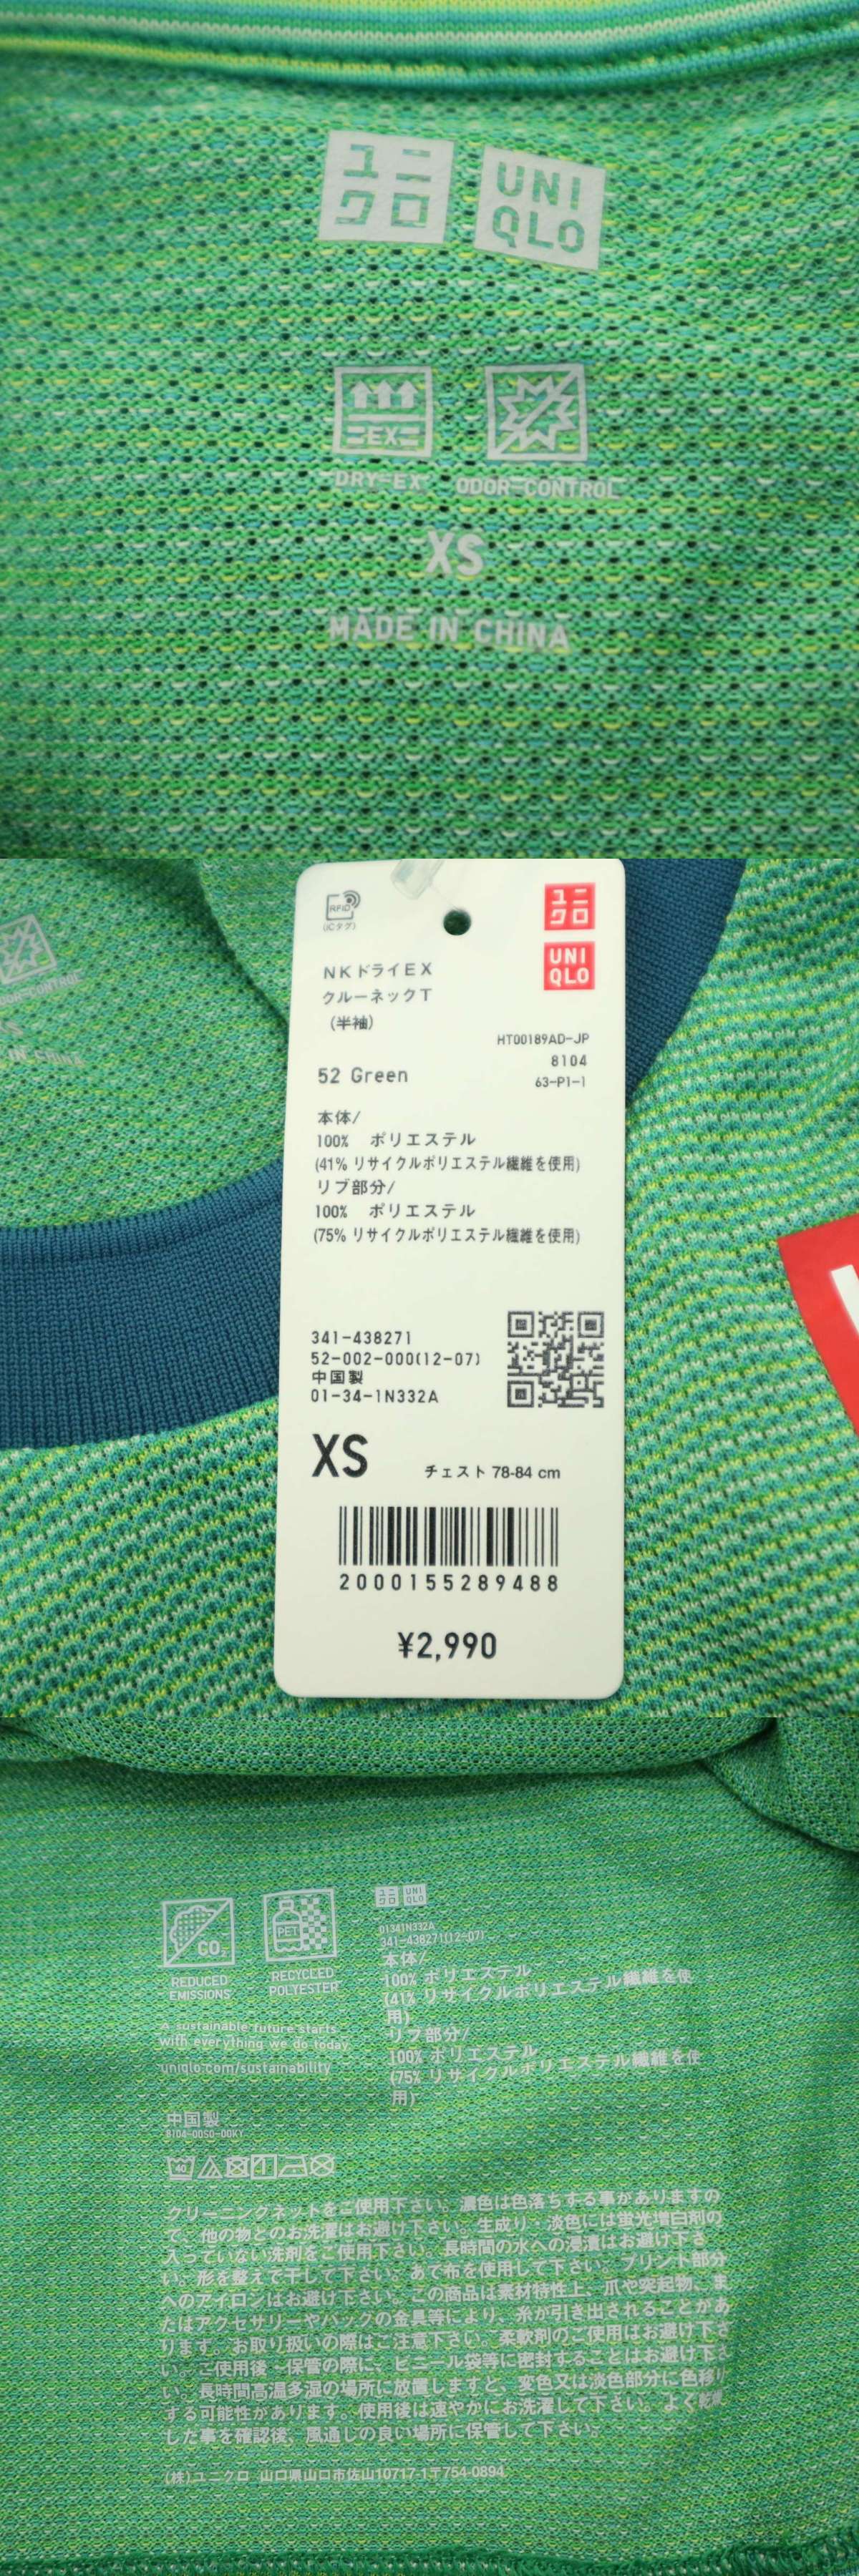 ユニ
クロ
UNI
QLO
EX
DRY-EX ODOR-CONTROL
XS
MADE IN CHINA
ODOR-CONTROL
XS
IN CHINA
RFID
(ICタグ)
ユニ
クロ
UNI
QLO
NKドライEX
クルーネックT
(半袖)
HT00189AD-JP
8104
63-P1-1
52 Green
本体/
100% ポリエステル
(41% リサイクルポリエステル繊維を使用)
リブ部分/
100% ポリエステル
(75% リサイクルポリエステル繊維を使用)
341-438271
52-002-000(12-07)
中国製
01-34-1N332A
XS
チェスト 78-84 cm
2000155289488
¥2,990
CO₂
REDUCED
EMISSIONS
PET
RECYCLED
POLYESTER
A sustainable future starts
with everything we do today.
uniqlo.com/sustainability
ユニ
クロ
UNI
QLO
01341N332A
341-438271(12-07)
本体/
100% ポリエステル
(41% リサイクルポリエステル繊維を使
用)
リブ部分/
100% ポリエステル
(75% リサイクルポリエステル繊維を使
用)
中国製
8104-00S0-00KY
40
クリーニングネットをご使用下さい。濃色は色落ちする事がありますの
で、他の物とのお洗濯はお避け下さい。生成り・淡色には蛍光増白剤の
入っていない洗剤をご使用下さい。長時間の水への浸漬はお避け下さ
い。形を整えて干して下さい。あて布を使用して下さい。プリント部分
へのアイロンはお避け下さい。この商品は素材特性上、爪や突起物、ま
たはアクセサリーやバッグの金具等により、糸が引き出されることがあ
ります。お取り扱いの際はご注意下さい。柔軟剤のご使用はお避け下さ
い。ご使用後・保管の際に、ビニール袋等に密封することはお避け下さ
い。長時間高温多湿の場所に放置しますと、変色又は淡色部分に色移り
する可能性があります。使用後は速やかにお洗濯して下さい。よく乾燥
した事を確認後、風通しの良い場所に保管して下さい。
(株)ユニクロ 山口県山口市佐山10717-1〒754-0894